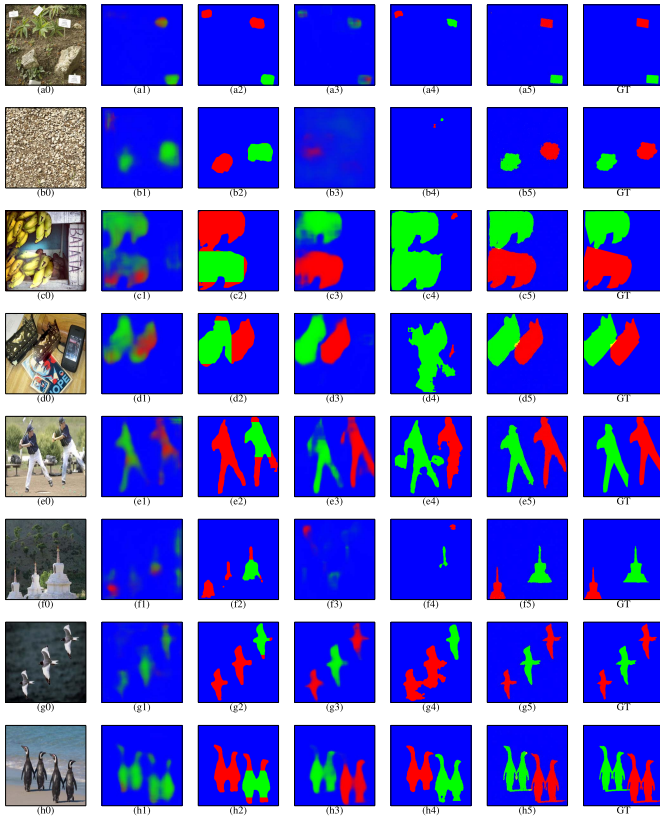 (a0) (a1) (a2) (a3) (a4) (a5) GT
(b0) (b1) (b2) (b3) (b4) (b5) GT
(c0) (c1) (c2) (c3) (c4) (c5) GT
(d0) (d1) (d2) (d3) (d4) (d5) GT
(e0) (e1) (e2) (e3) (e4) (e5) GT
(f0) (f1) (f2) (f3) (f4) (f5) GT
(g0) (g1) (g2) (g3) (g4) (g5) GT
(h0) (h1) (h2) (h3) (h4) (h5) GT